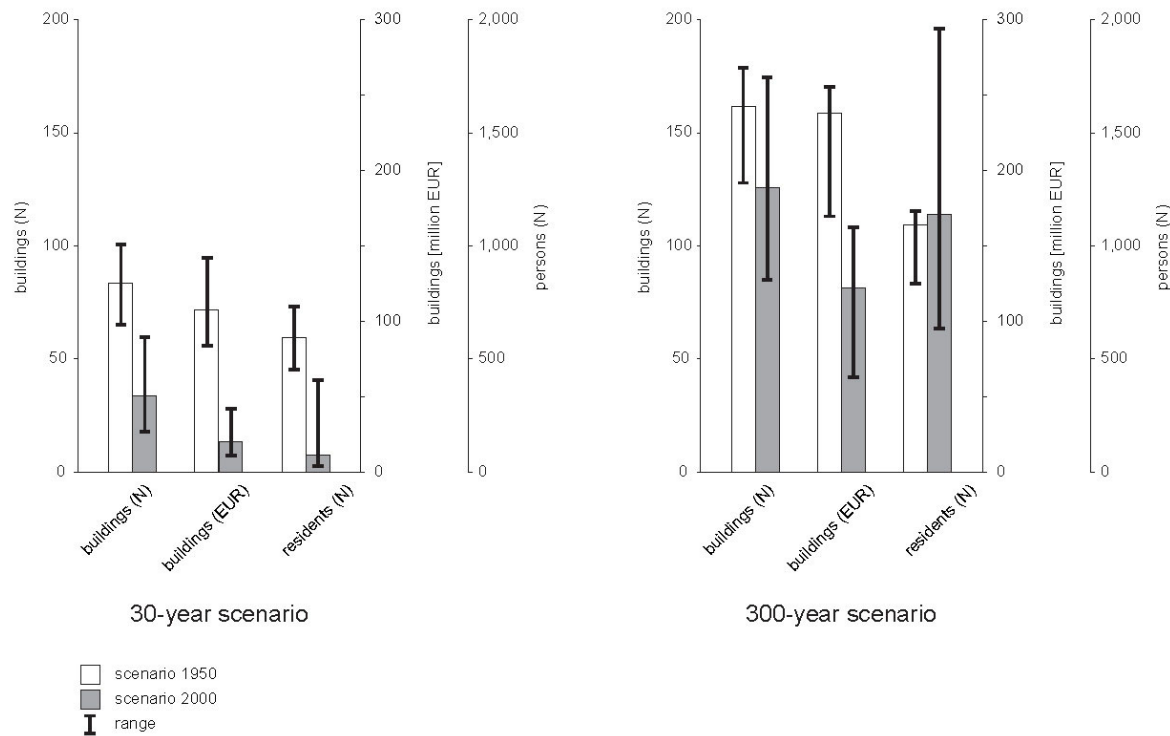 200
150
100
50
0
buildings (N)
300
200
100
0
buildings [million EUR]
2,000
1,500
1,000
500
0
persons (N)
buildings (N)
buildings (EUR)
residents (N)
30-year scenario
200
150
100
50
0
buildings (N)
300
200
100
0
buildings [million EUR]
2,000
1,500
1,000
500
0
persons (N)
buildings (N)
buildings (EUR)
residents (N)
300-year scenario
scenario 1950
scenario 2000
range